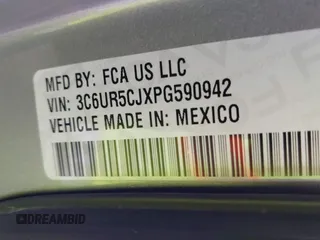 MFD BY: FCA US LLC
VIN: 3C6UR5CJXPG590942
VEHICLE MADE IN: MEXICO
DREAMBID